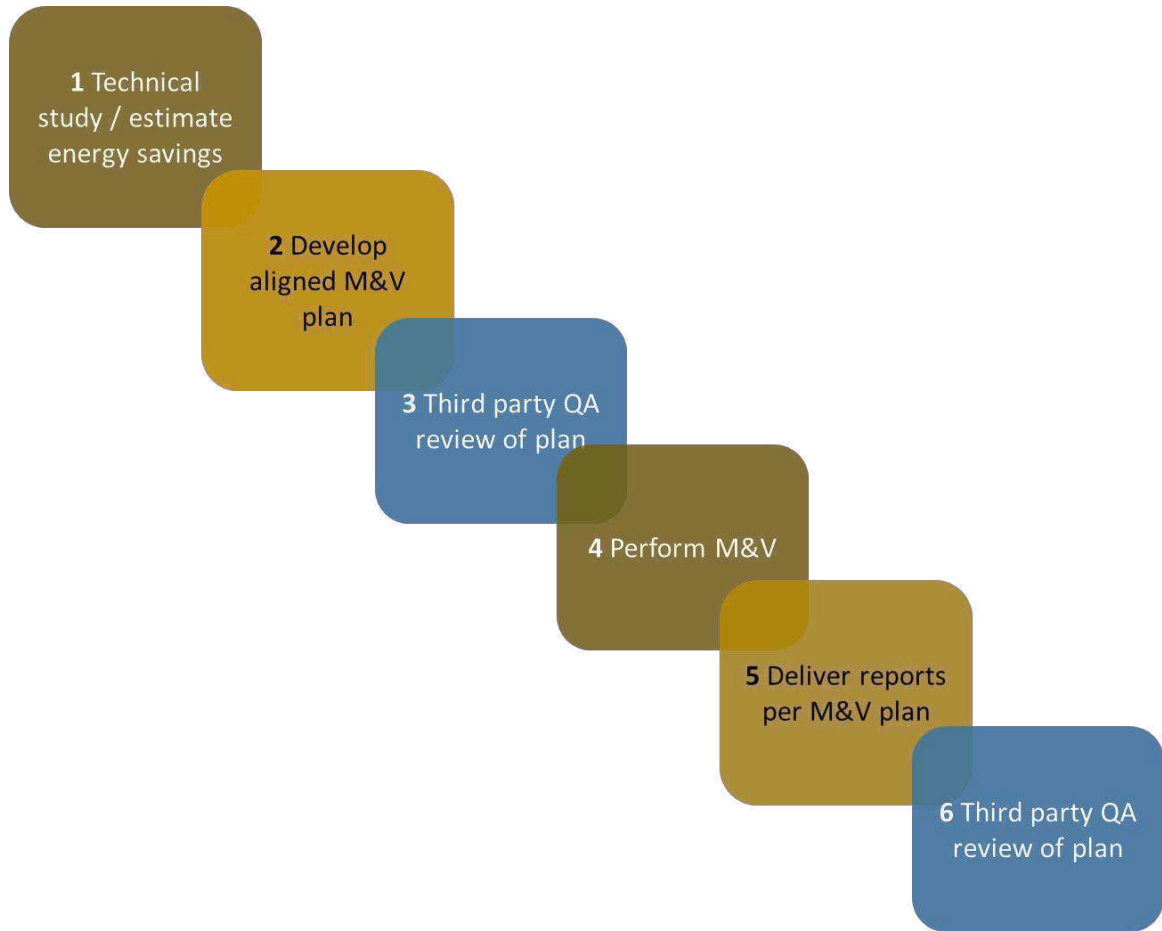 1 Technical
study / estimate
energy savings
2 Develop
aligned M&V
plan
3 Third party QA
review of plan
4 Perform M&V
5 Deliver reports
per M&V plan
6 Third party QA
review of plan